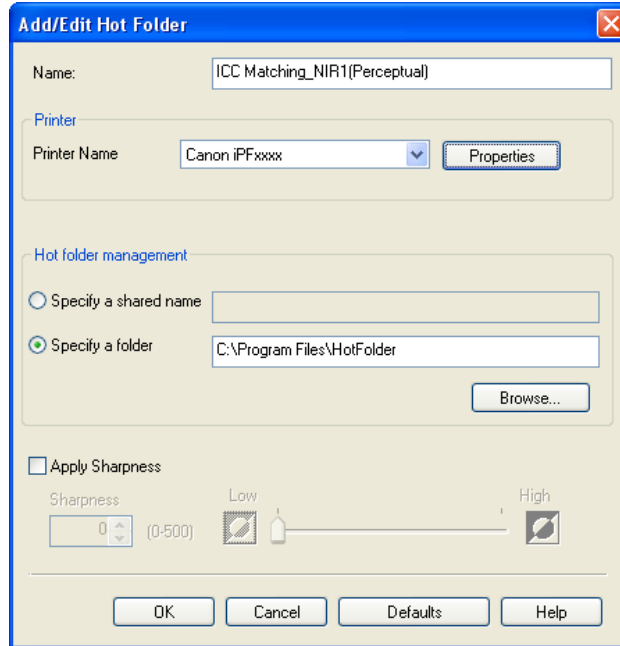 Add/Edit Hot Folder
Name: ICC Matching_NIR1(Perceptual)
Printer
Printer Name Canon iPFxxxx Properties
Hot folder management
Specify a shared name
Specify a folder C:\Program Files\HotFolder
Browse...
Apply Sharpness
Sharpness Low High
0 (0-500)
OK Cancel Defaults Help